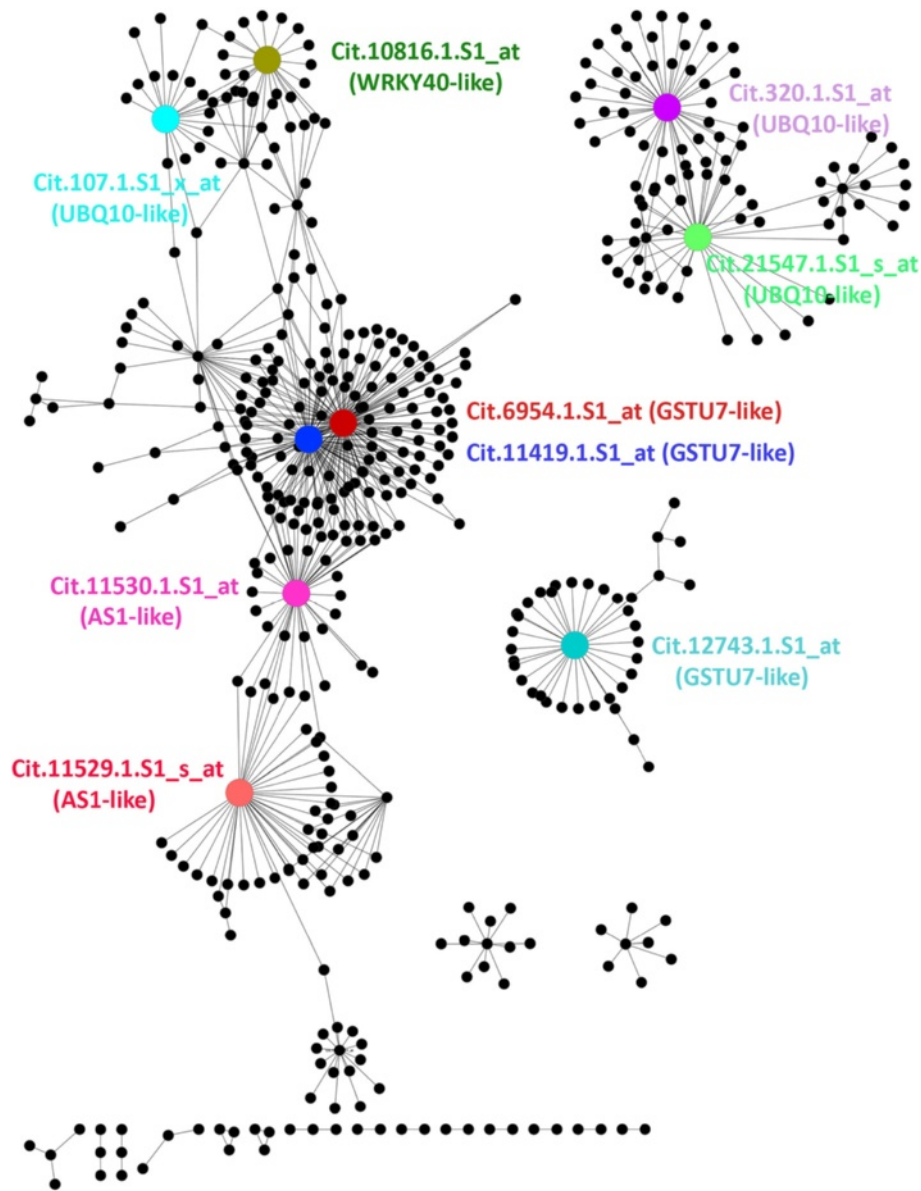 Cit.10816.1.S1_at
(WRKY40-like)
Cit.320.1.S1_at
(UBQ10-like)
Cit.107.1.S1_x_at
(UBQ10-like)
Cit.21547.1.S1_s_at
(UBQ10-like)
Cit.6954.1.S1_at (GSTU7-like)
Cit.11419.1.S1_at (GSTU7-like)
Cit.11530.1.S1_at
(AS1-like)
Cit.12743.1.S1_at
(GSTU7-like)
Cit.11529.1.S1_s_at
(AS1-like)